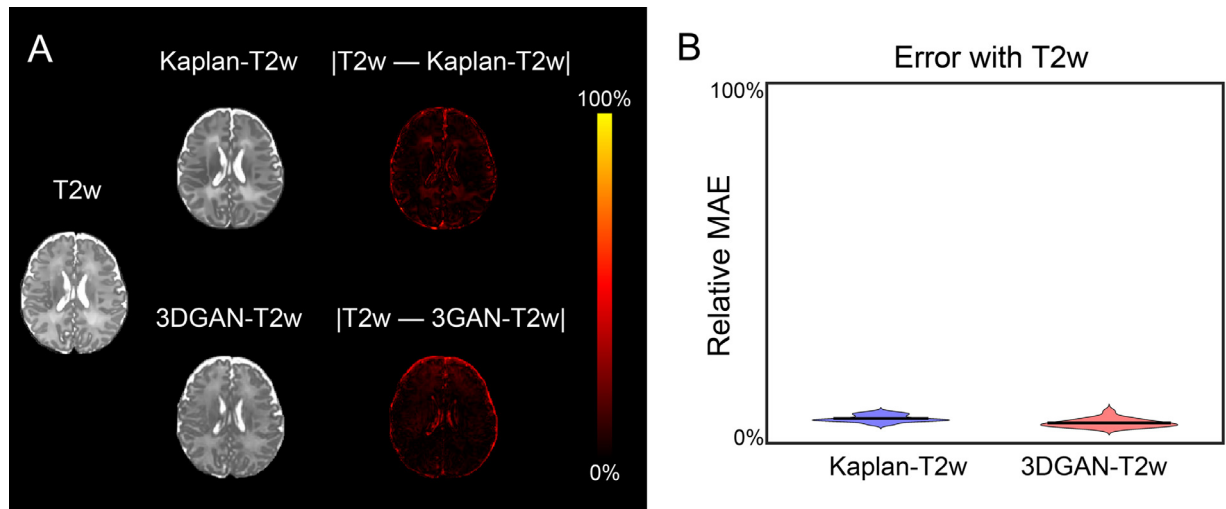 A
Kaplan-T2w
|T2w — Kaplan-T2w|
100%
T2w
3DGAN-T2w
|T2w — 3GAN-T2w|
0%
B
Error with T2w
100%
Relative MAE
0%
Kaplan-T2w
3DGAN-T2w